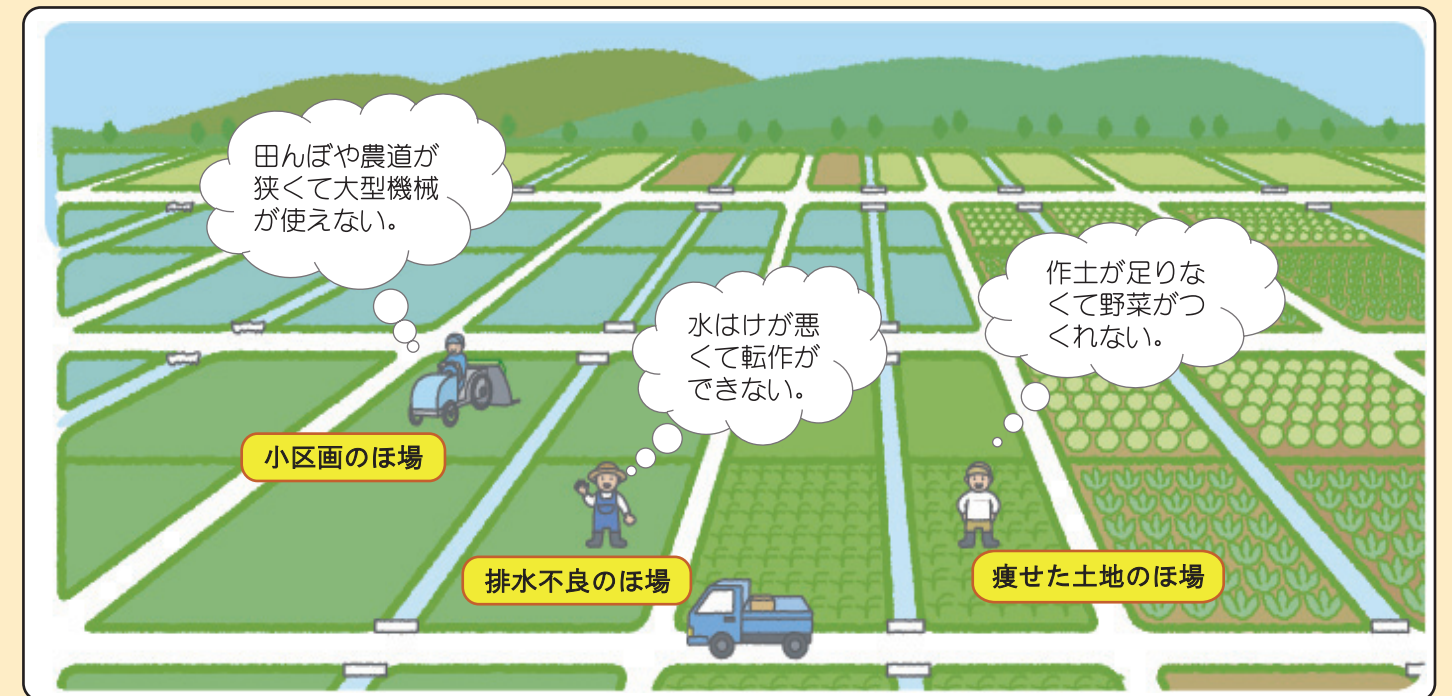 田んぼや農道が
狭くて大型機械
が使えない。
小区画のほ場
水はけが悪
くて転作が
できない。
排水不良のほ場
作土が足りな
くて野菜がつ
くれない。
痩せた土地のほ場